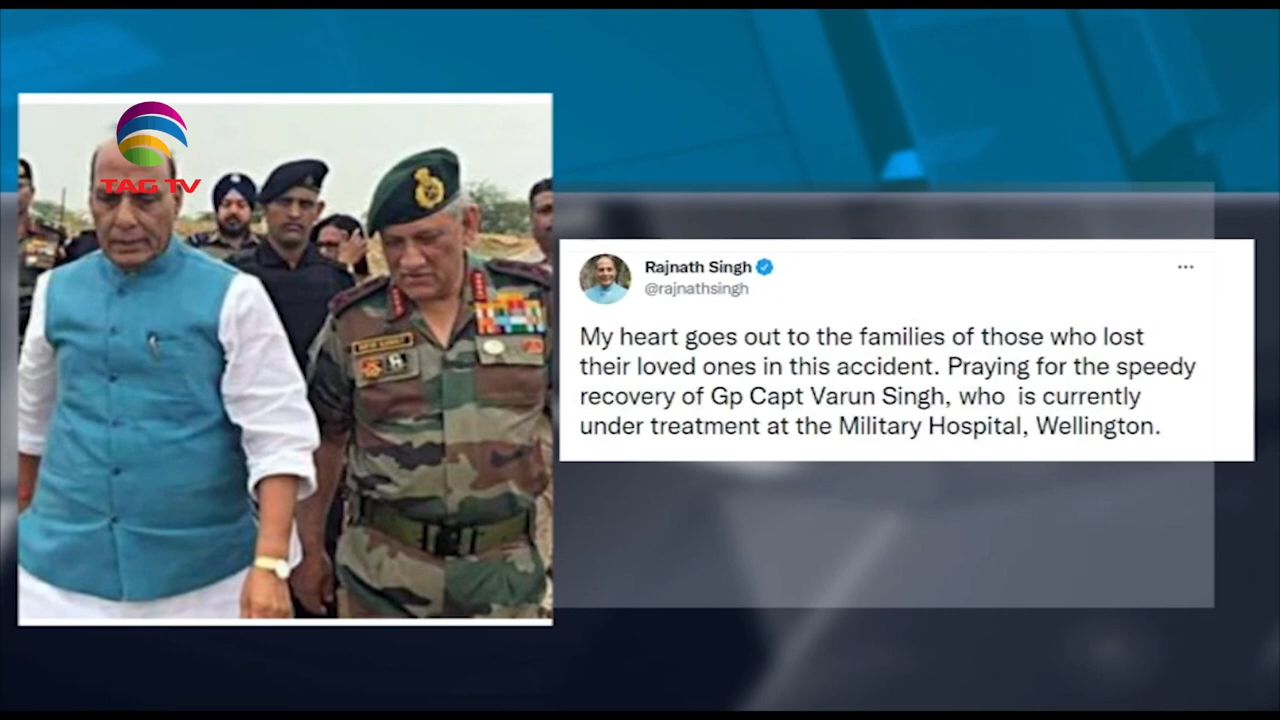 TAG TV
Rajnath Singh
@rajnathsingh
My heart goes out to the families of those who lost
their loved ones in this accident. Praying for the speedy
recovery of Gp Capt Varun Singh, who  is currently
under treatment at the Military Hospital, Wellington.